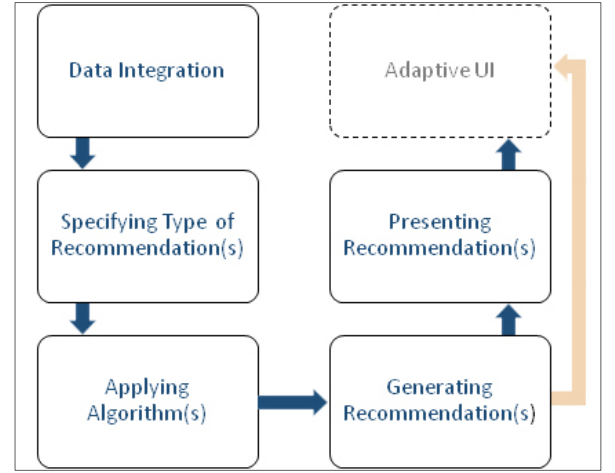 Data Integration
Adaptive UI
Specifying Type of
Recommendation(s)
Presenting
Recommendation(s)
Applying
Algorithm(s)
Generating
Recommendation(s)